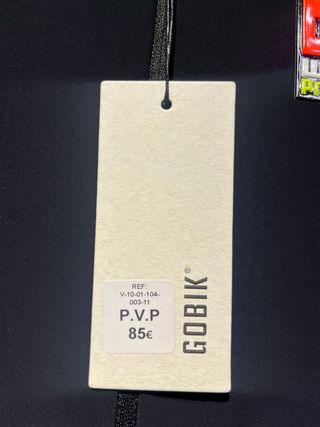 REF:
V-10-01-104-
003-11
P.V.P
85€
GOBIK®